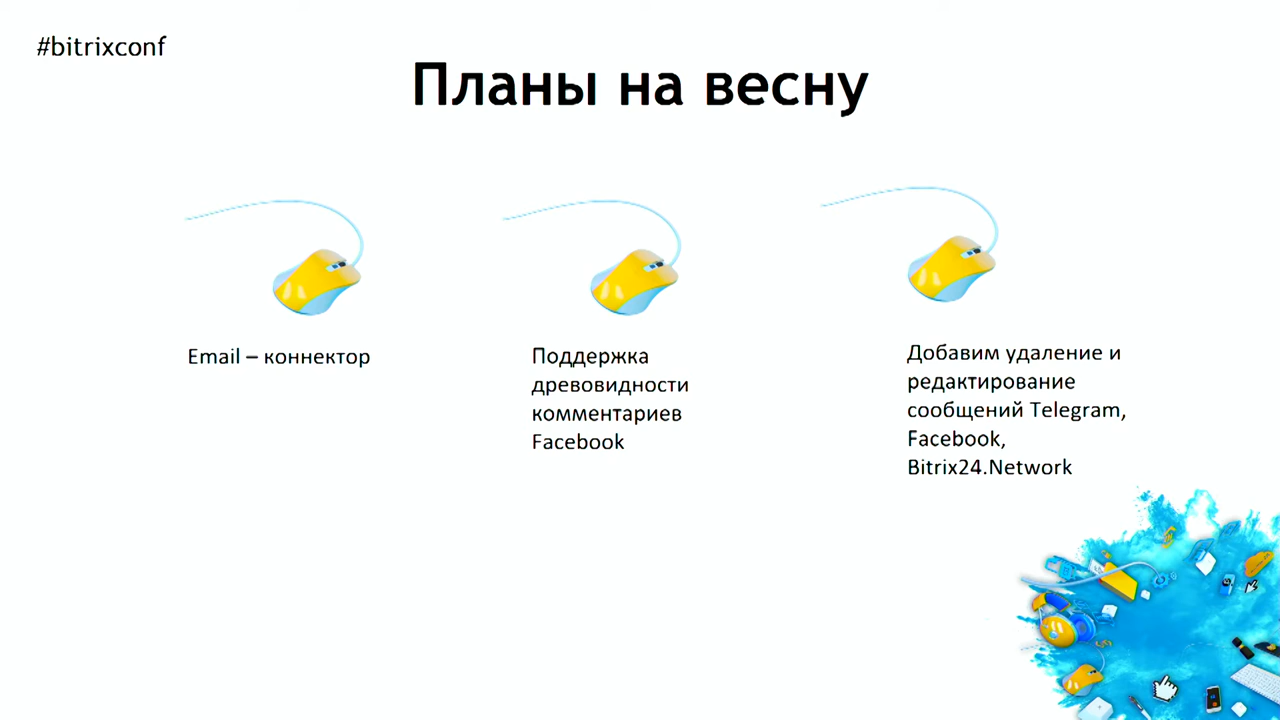 #bitrixconf
Планы на весну
Email – коннектор
Поддержка
древовидности
комментариев
Facebook
Добавим удаление и
редактирование
сообщений Telegram,
Facebook,
Bitrix24.Network